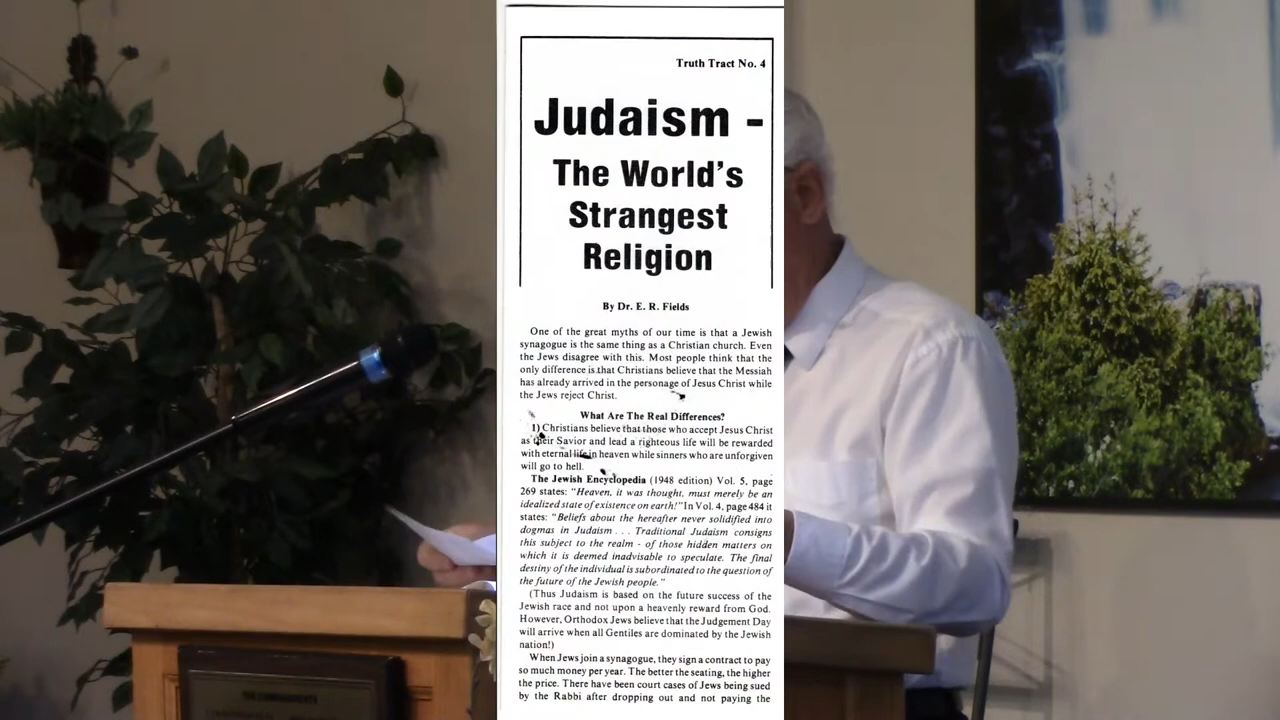 Truth Tract No. 4
Judaism -
The World's
Strangest
Religion
By Dr. E. R. Fields
One of the great myths of our time is that a Jewish
synagogue is the same thing as a Christian church. Even
the Jews disagree with this. Most people think that the
only difference is that Christians believe that the Messiah
has already arrived in the personage of Jesus Christ while
the Jews reject Christ.
What Are The Real Differences?
1) Christians believe that those who accept Jesus Christ
as their Savior and lead a righteous life will be rewarded
with eternal life in heaven while sinners who are unforgiven
will go to hell.
The Jewish Encyclopedia (1948 edition) Vol. 5, page
269 states: "Heaven, it was thought, must merely be an
idealized state of existence on earth!" In Vol. 4, page 484 it
states: "Beliefs about the hereafter never solidified into
dogmas in Judaism . . . Traditional Judaism consigns
this subject to the realm - of those hidden matters on
which it is deemed inadvisable to speculate. The final
destiny of the individual is subordinated to the question of
the future of the Jewish people."
(Thus Judaism is based on the future success of the
Jewish race and not upon a heavenly reward from God.
However, Orthodox Jews believe that the Judgement Day
will arrive when all Gentiles are dominated by the Jewish
nation!)
When Jews join a synagogue, they sign a contract to pay
so much money per year. The better the seating, the higher
the price. There have been court cases of Jews being sued
by the Rabbi after dropping out and not paying the